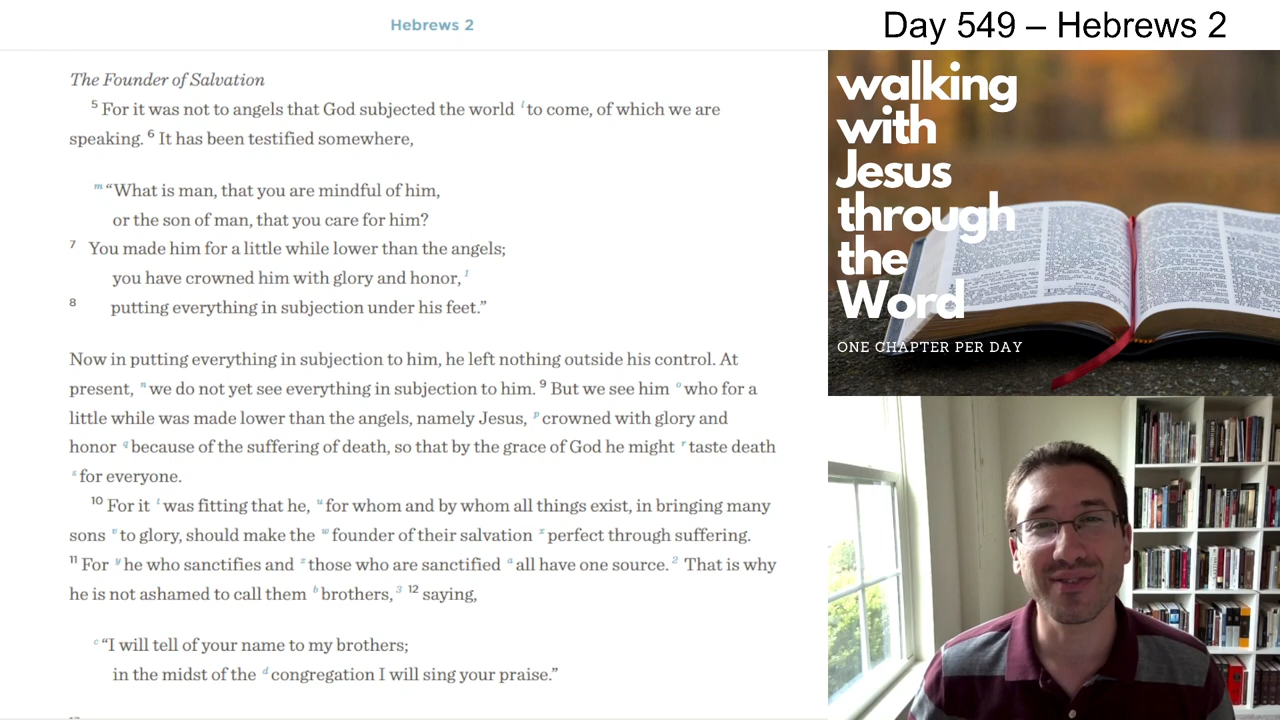 Hebrews 2
The Founder of Salvation
5 For it was not to angels that God subjected the world l to come, of which we are
speaking. 6 It has been testified somewhere,
m “What is man, that you are mindful of him,
or the son of man, that you care for him?
7 You made him for a little while lower than the angels;
you have crowned him with glory and honor, 1
8 putting everything in subjection under his feet.”
Now in putting everything in subjection to him, he left nothing outside his control. At
present, n we do not yet see everything in subjection to him. 9 But we see him o who for a
little while was made lower than the angels, namely Jesus, p crowned with glory and
honor q because of the suffering of death, so that by the grace of God he might r taste death
s for everyone.
10 For it t was fitting that he, u for whom and by whom all things exist, in bringing many
sons v to glory, should make the w founder of their salvation x perfect through suffering.
11 For y he who sanctifies and z those who are sanctified a all have one source. 2 That is why
he is not ashamed to call them b brothers, 3 12 saying,
c “I will tell of your name to my brothers;
in the midst of the d congregation I will sing your praise.”
Day 549 – Hebrews 2
walking
with
Jesus
through
the
Word
ONE CHAPTER PER DAY